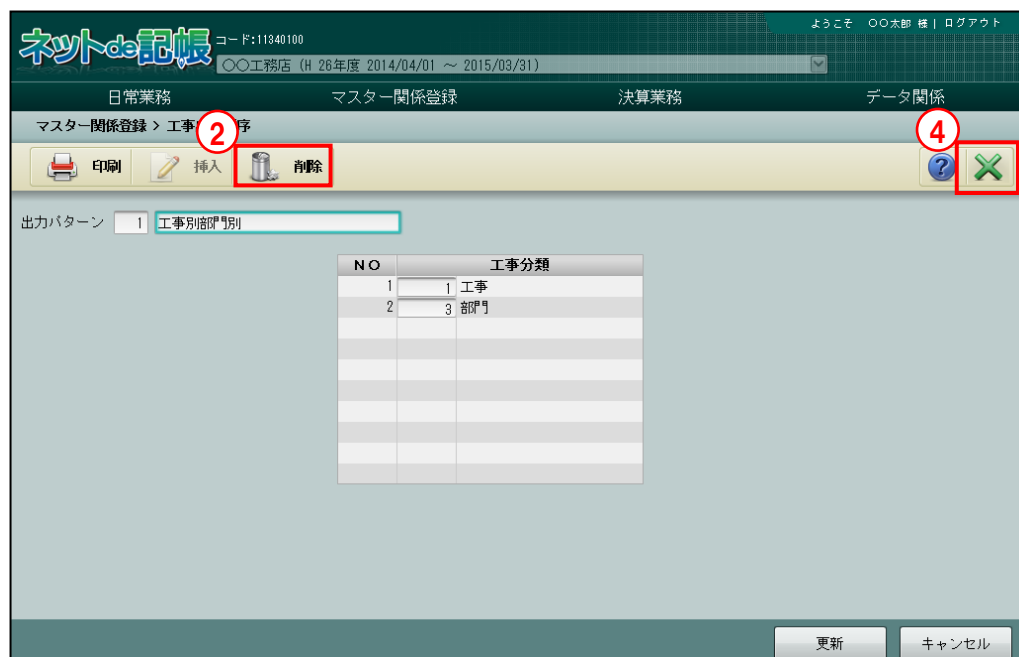 ようこそ 〇〇太郎 様 | ログアウト
ネットde記帳 コード:11340100
〇〇工務店 (H 26年度 2014/04/01 ～ 2015/03/31)
日常業務 マスター関係登録 決算業務 データ関係
マスター関係登録 > 工事 序
② ④
印刷 挿入 削除 ?
出力パターン 1 工事別部門別
NO 工事分類
1 1 工事
2 3 部門
更新 キャンセル